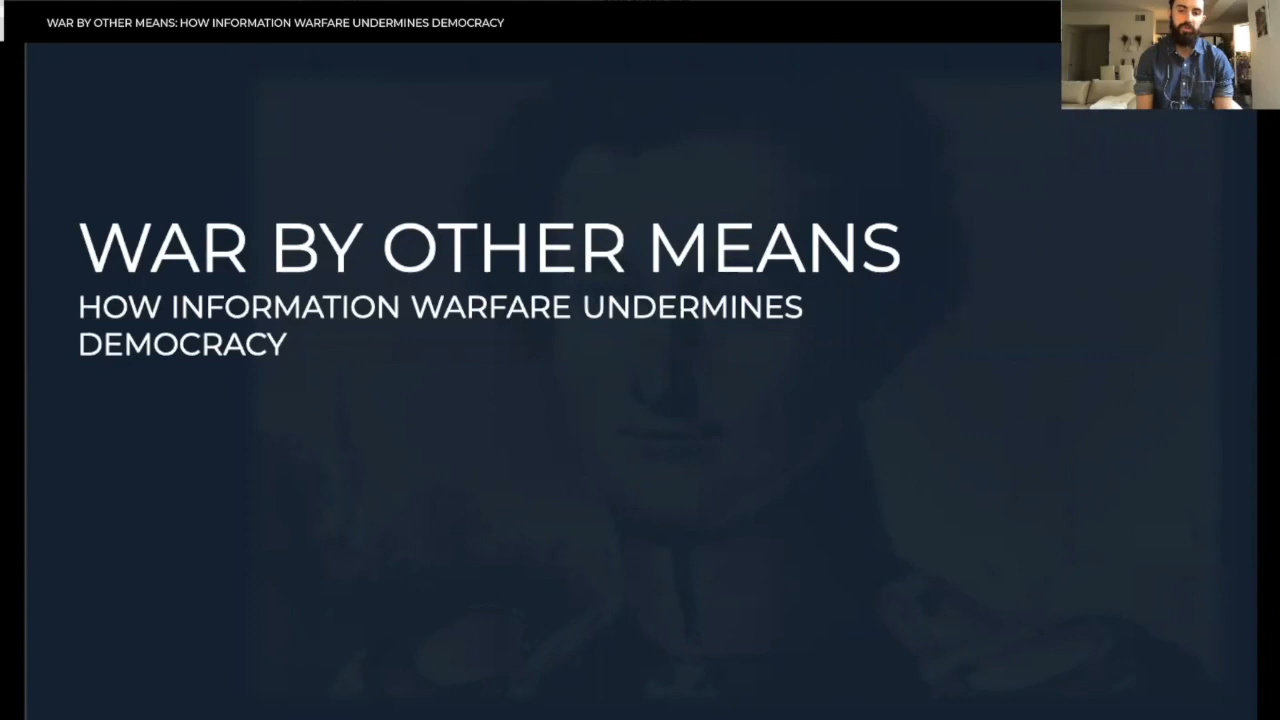 WAR BY OTHER MEANS: HOW INFORMATION WARFARE UNDERMINES DEMOCRACY
WAR BY OTHER MEANS
HOW INFORMATION WARFARE UNDERMINES
DEMOCRACY